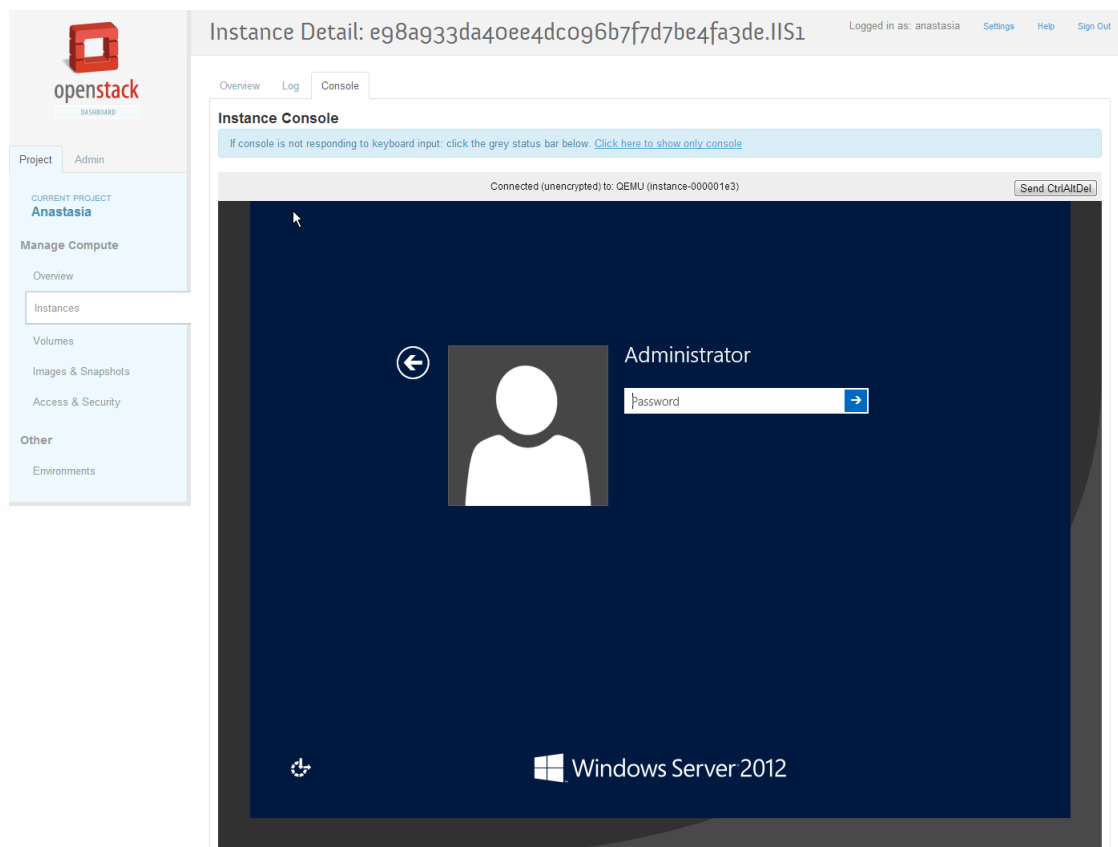 openstack
DASHBOARD
Project Admin
CURRENT PROJECT
Anastasia
Manage Compute
Overview
Instances
Volumes
Images & Snapshots
Access & Security
Other
Environments
Instance Detail: e98a933da40ee4dc096b7f7d7be4fa3de.IIS1
Logged in as: anastasia Settings Help Sign Out
Overview Log Console
Instance Console
If console is not responding to keyboard input: click the grey status bar below. Click here to show only console
Connected (unencrypted) to: QEMU (instance-000001e3)
Send CtrlAltDel
Administrator
Password
Windows Server 2012